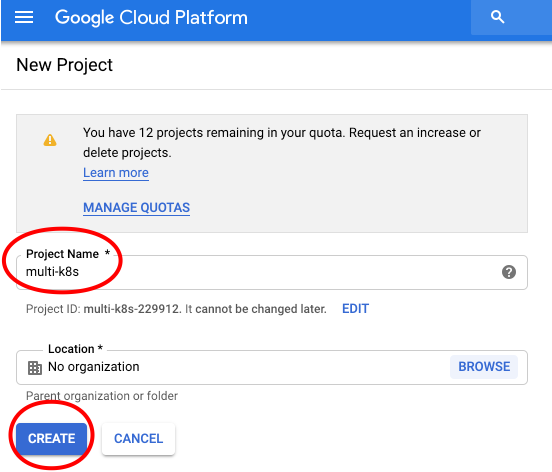 Google Cloud Platform
New Project
You have 12 projects remaining in your quota. Request an increase or
delete projects.
Learn more
MANAGE QUOTAS
Project Name *
multi-k8s
Project ID: multi-k8s-229912. It cannot be changed later. EDIT
Location *
No organization BROWSE
Parent organization or folder
CREATE CANCEL